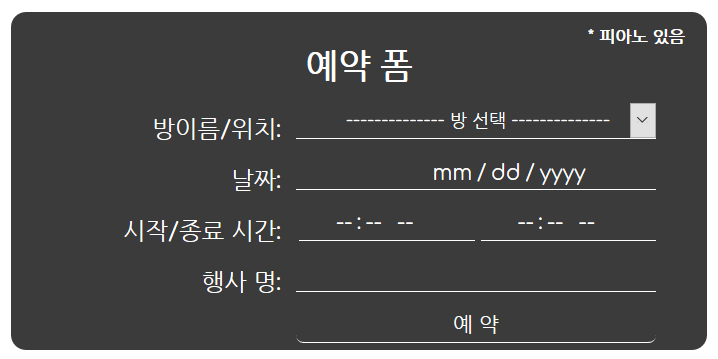 * 피아노 있음
예약 폼
방이름/위치: -------------- 방 선택 --------------
날짜: mm / dd / yyyy
시작/종료 시간: --:-- -- --:-- --
행사 명:
예 약